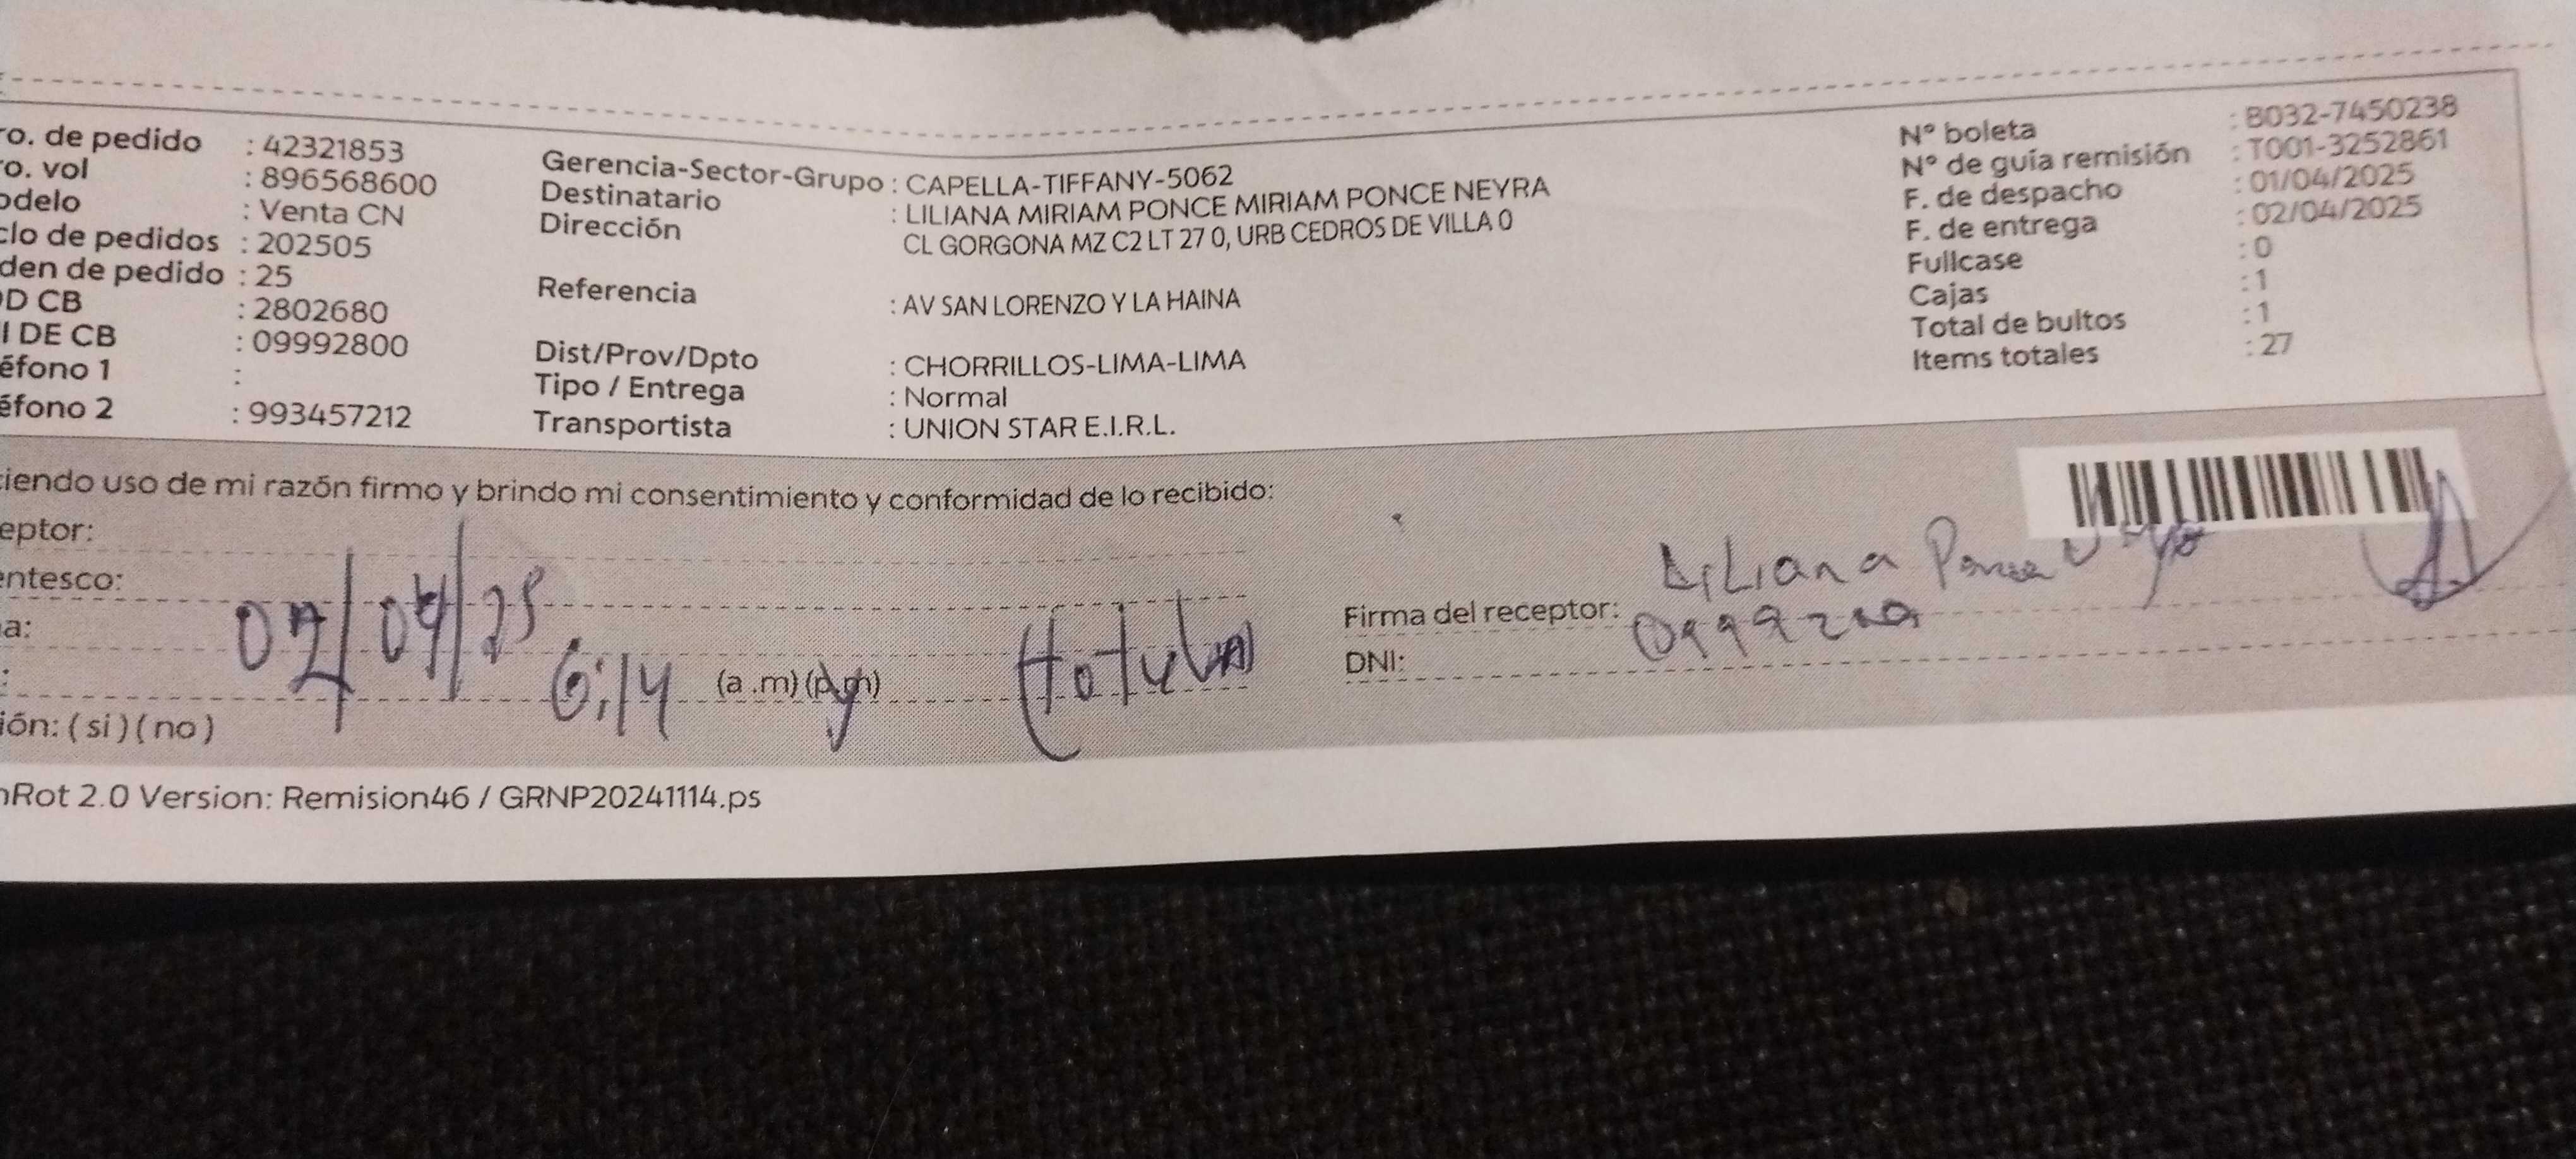 ro. de pedido : 42321853
ro. vol : 896568600
odelo : Venta CN
clo de pedidos : 202505
den de pedido : 25
OD CB : 2802680
I DE CB : 09992800
éfono 1 :
éfono 2 : 993457212
Gerencia-Sector-Grupo : CAPELLA-TIFFANY-5062
Destinatario : LILIANA MIRIAM PONCE MIRIAM PONCE NEYRA
Dirección CL GORGONA MZ C2 LT 27 0, URB CEDROS DE VILLA 0
Referencia : AV SAN LORENZO Y LA HAINA
Dist/Prov/Dpto : CHORRILLOS-LIMA-LIMA
Tipo / Entrega : Normal
Transportista : UNION STAR E.I.R.L.
N° boleta : B032-7450238
N° de guía remisión : T001-3252861
F. de despacho : 01/04/2025
F. de entrega : 02/04/2025
Fullcase : 0
Cajas : 1
Total de bultos : 1
Items totales : 27
ciendo uso de mi razón firmo y brindo mi consentimiento y conformidad de lo recibido:
eptor:
entesco:
a: 02/04/25
: 6:14 (a .m) (p.m) (Totular)
ión: ( si ) ( no )
Liliana Ponce
Firma del receptor:
DNI:
nRot 2.0 Version: Remision46 / GRNP20241114.ps